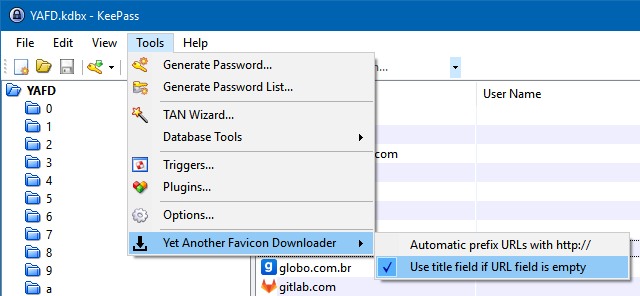 YAFD.kdbx - KeePass
File Edit View Tools Help
YAFD
0
1
2
3
4
5
6
7
8
9
a
Generate Password...
Generate Password List...
TAN Wizard...
Database Tools
Triggers...
Plugins...
Options...
Yet Another Favicon Downloader
Automatic prefix URLs with http://
Use title field if URL field is empty
User Name
com
globo.com.br
gitlab.com